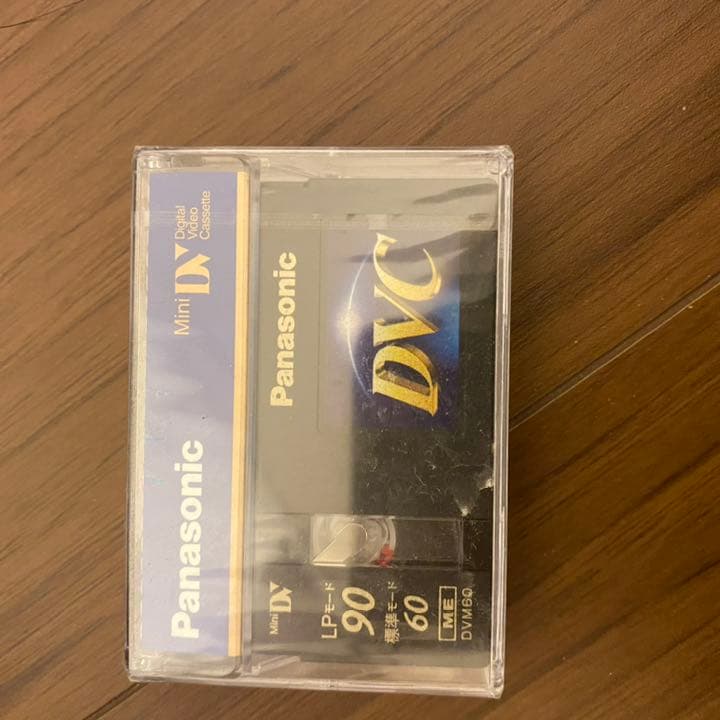 Panasonic
Mini DV
Digital
Video
Cassette
Panasonic
DVC
Mini DV
LPモード
90
標準モード
60
ME
DVM60